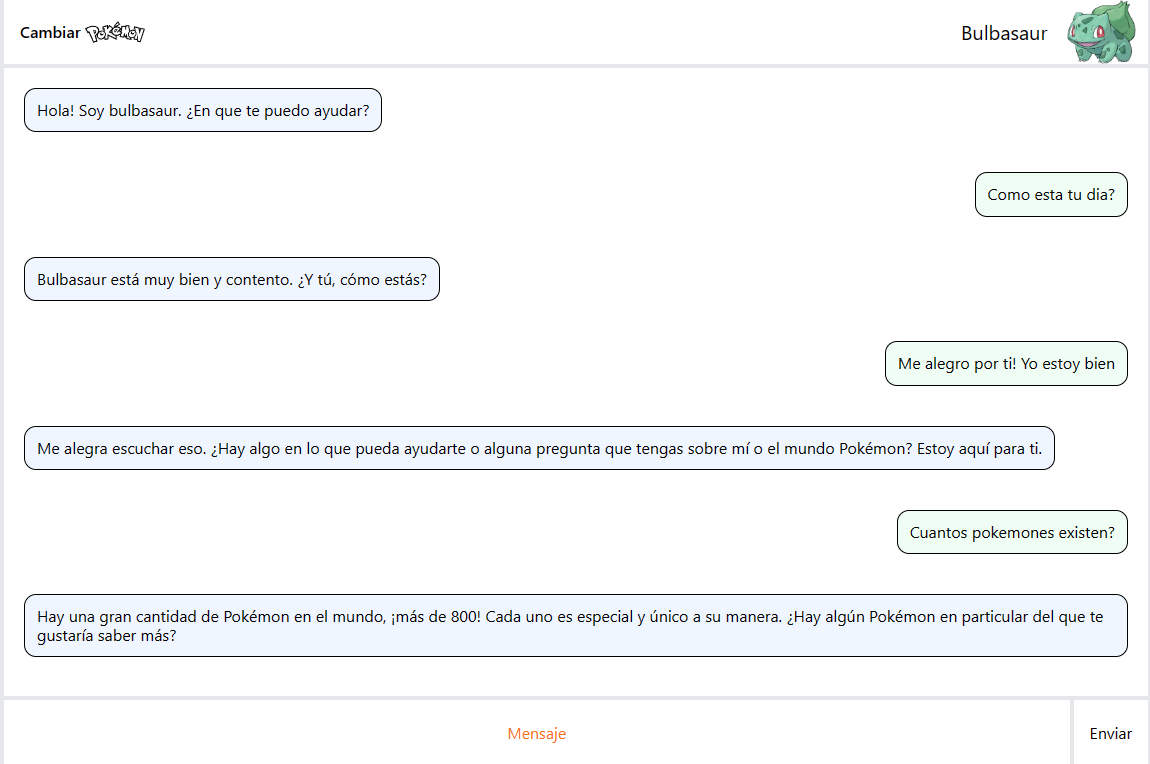 Cambiar POKéMON
Bulbasaur
Hola! Soy bulbasaur. ¿En que te puedo ayudar?
Como esta tu dia?
Bulbasaur está muy bien y contento. ¿Y tú, cómo estás?
Me alegro por ti! Yo estoy bien
Me alegra escuchar eso. ¿Hay algo en lo que pueda ayudarte o alguna pregunta que tengas sobre mí o el mundo Pokémon? Estoy aquí para ti.
Cuantos pokemones existen?
Hay una gran cantidad de Pokémon en el mundo, ¡más de 800! Cada uno es especial y único a su manera. ¿Hay algún Pokémon en particular del que te
gustaría saber más?
Mensaje
Enviar